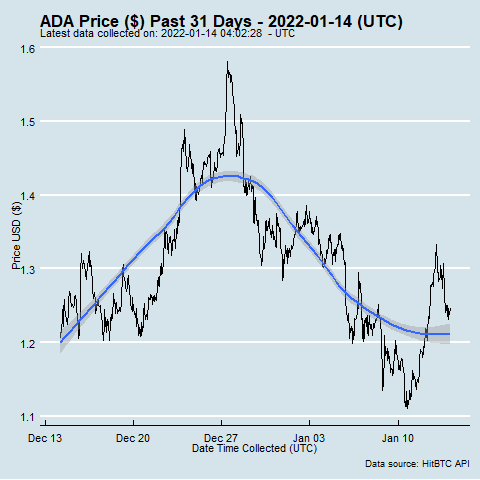 ADA Price ($) Past 31 Days - 2022-01-14 (UTC)
Latest data collected on: 2022-01-14 04:02:28 - UTC
1.6
1.5
1.4
1.3
1.2
1.1
Price USD ($)
Dec 13 Dec 20 Dec 27 Jan 03 Jan 10
Date Time Collected (UTC)
Data source: HitBTC API